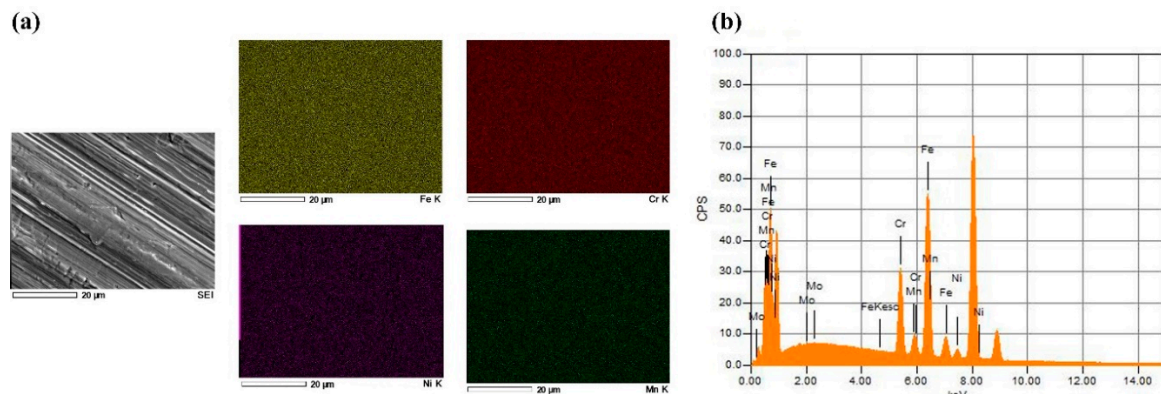 (a)
(b)
20 µm
SEI
20 µm
Fe K
20 µm
Cr K
20 µm
Ni K
20 µm
Mn K
CPS
100.0
90.0
80.0
70.0
60.0
50.0
40.0
30.0
20.0
10.0
0.0
Fe
Mn
Fe
Cr
Mn
Cr
Ni
Ni
Mo
Mo
Mo
FeKesc
Cr
Cr
Mn
Fe
Mn
Fe
Ni
Ni
0.00
2.00
4.00
6.00
8.00
10.00
12.00
14.00